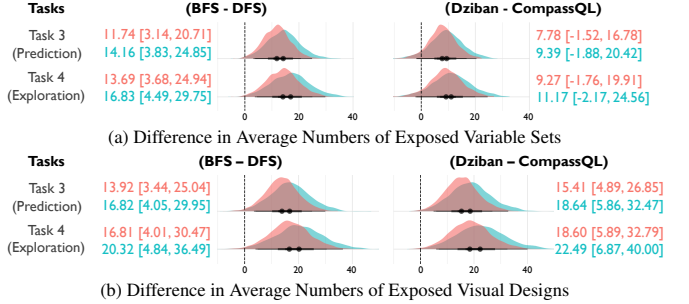 Tasks (BFS - DFS) (Dziban - CompassQL)
Task 3 11.74 [3.14, 20.71] 7.78 [-1.52, 16.78]
(Prediction) 14.16 [3.83, 24.85] 9.39 [-1.88, 20.42]
Task 4 13.69 [3.68, 24.94] 9.27 [-1.76, 19.91]
(Exploration) 16.83 [4.49, 29.75] 11.17 [-2.17, 24.56]
0 20 40 0 20 40
(a) Difference in Average Numbers of Exposed Variable Sets
Tasks (BFS – DFS) (Dziban – CompassQL)
Task 3 13.92 [3.44, 25.04] 15.41 [4.89, 26.85]
(Prediction) 16.82 [4.05, 29.95] 18.64 [5.86, 32.47]
Task 4 16.81 [4.01, 30.47] 18.60 [5.89, 32.79]
(Exploration) 20.32 [4.84, 36.49] 22.49 [6.87, 40.00]
0 20 40 0 20 40
(b) Difference in Average Numbers of Exposed Visual Designs